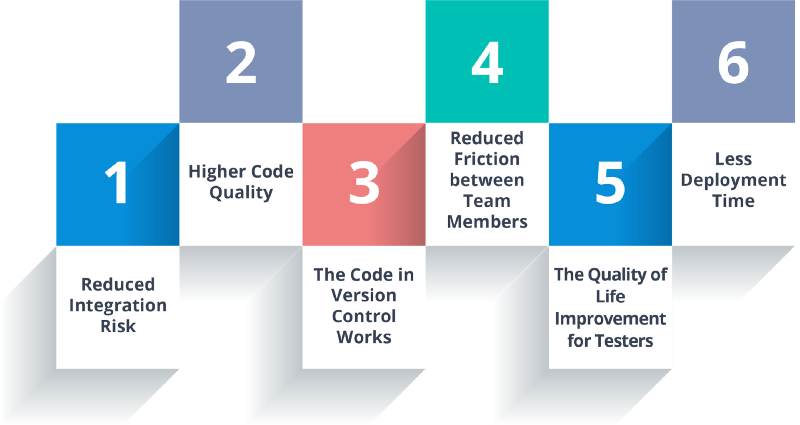 1
Reduced
Integration
Risk
2
Higher Code
Quality
3
The Code in
Version
Control
Works
4
Reduced
Friction
between
Team
Members
5
The Quality of
Life
Improvement
for Testers
6
Less
Deployment
Time